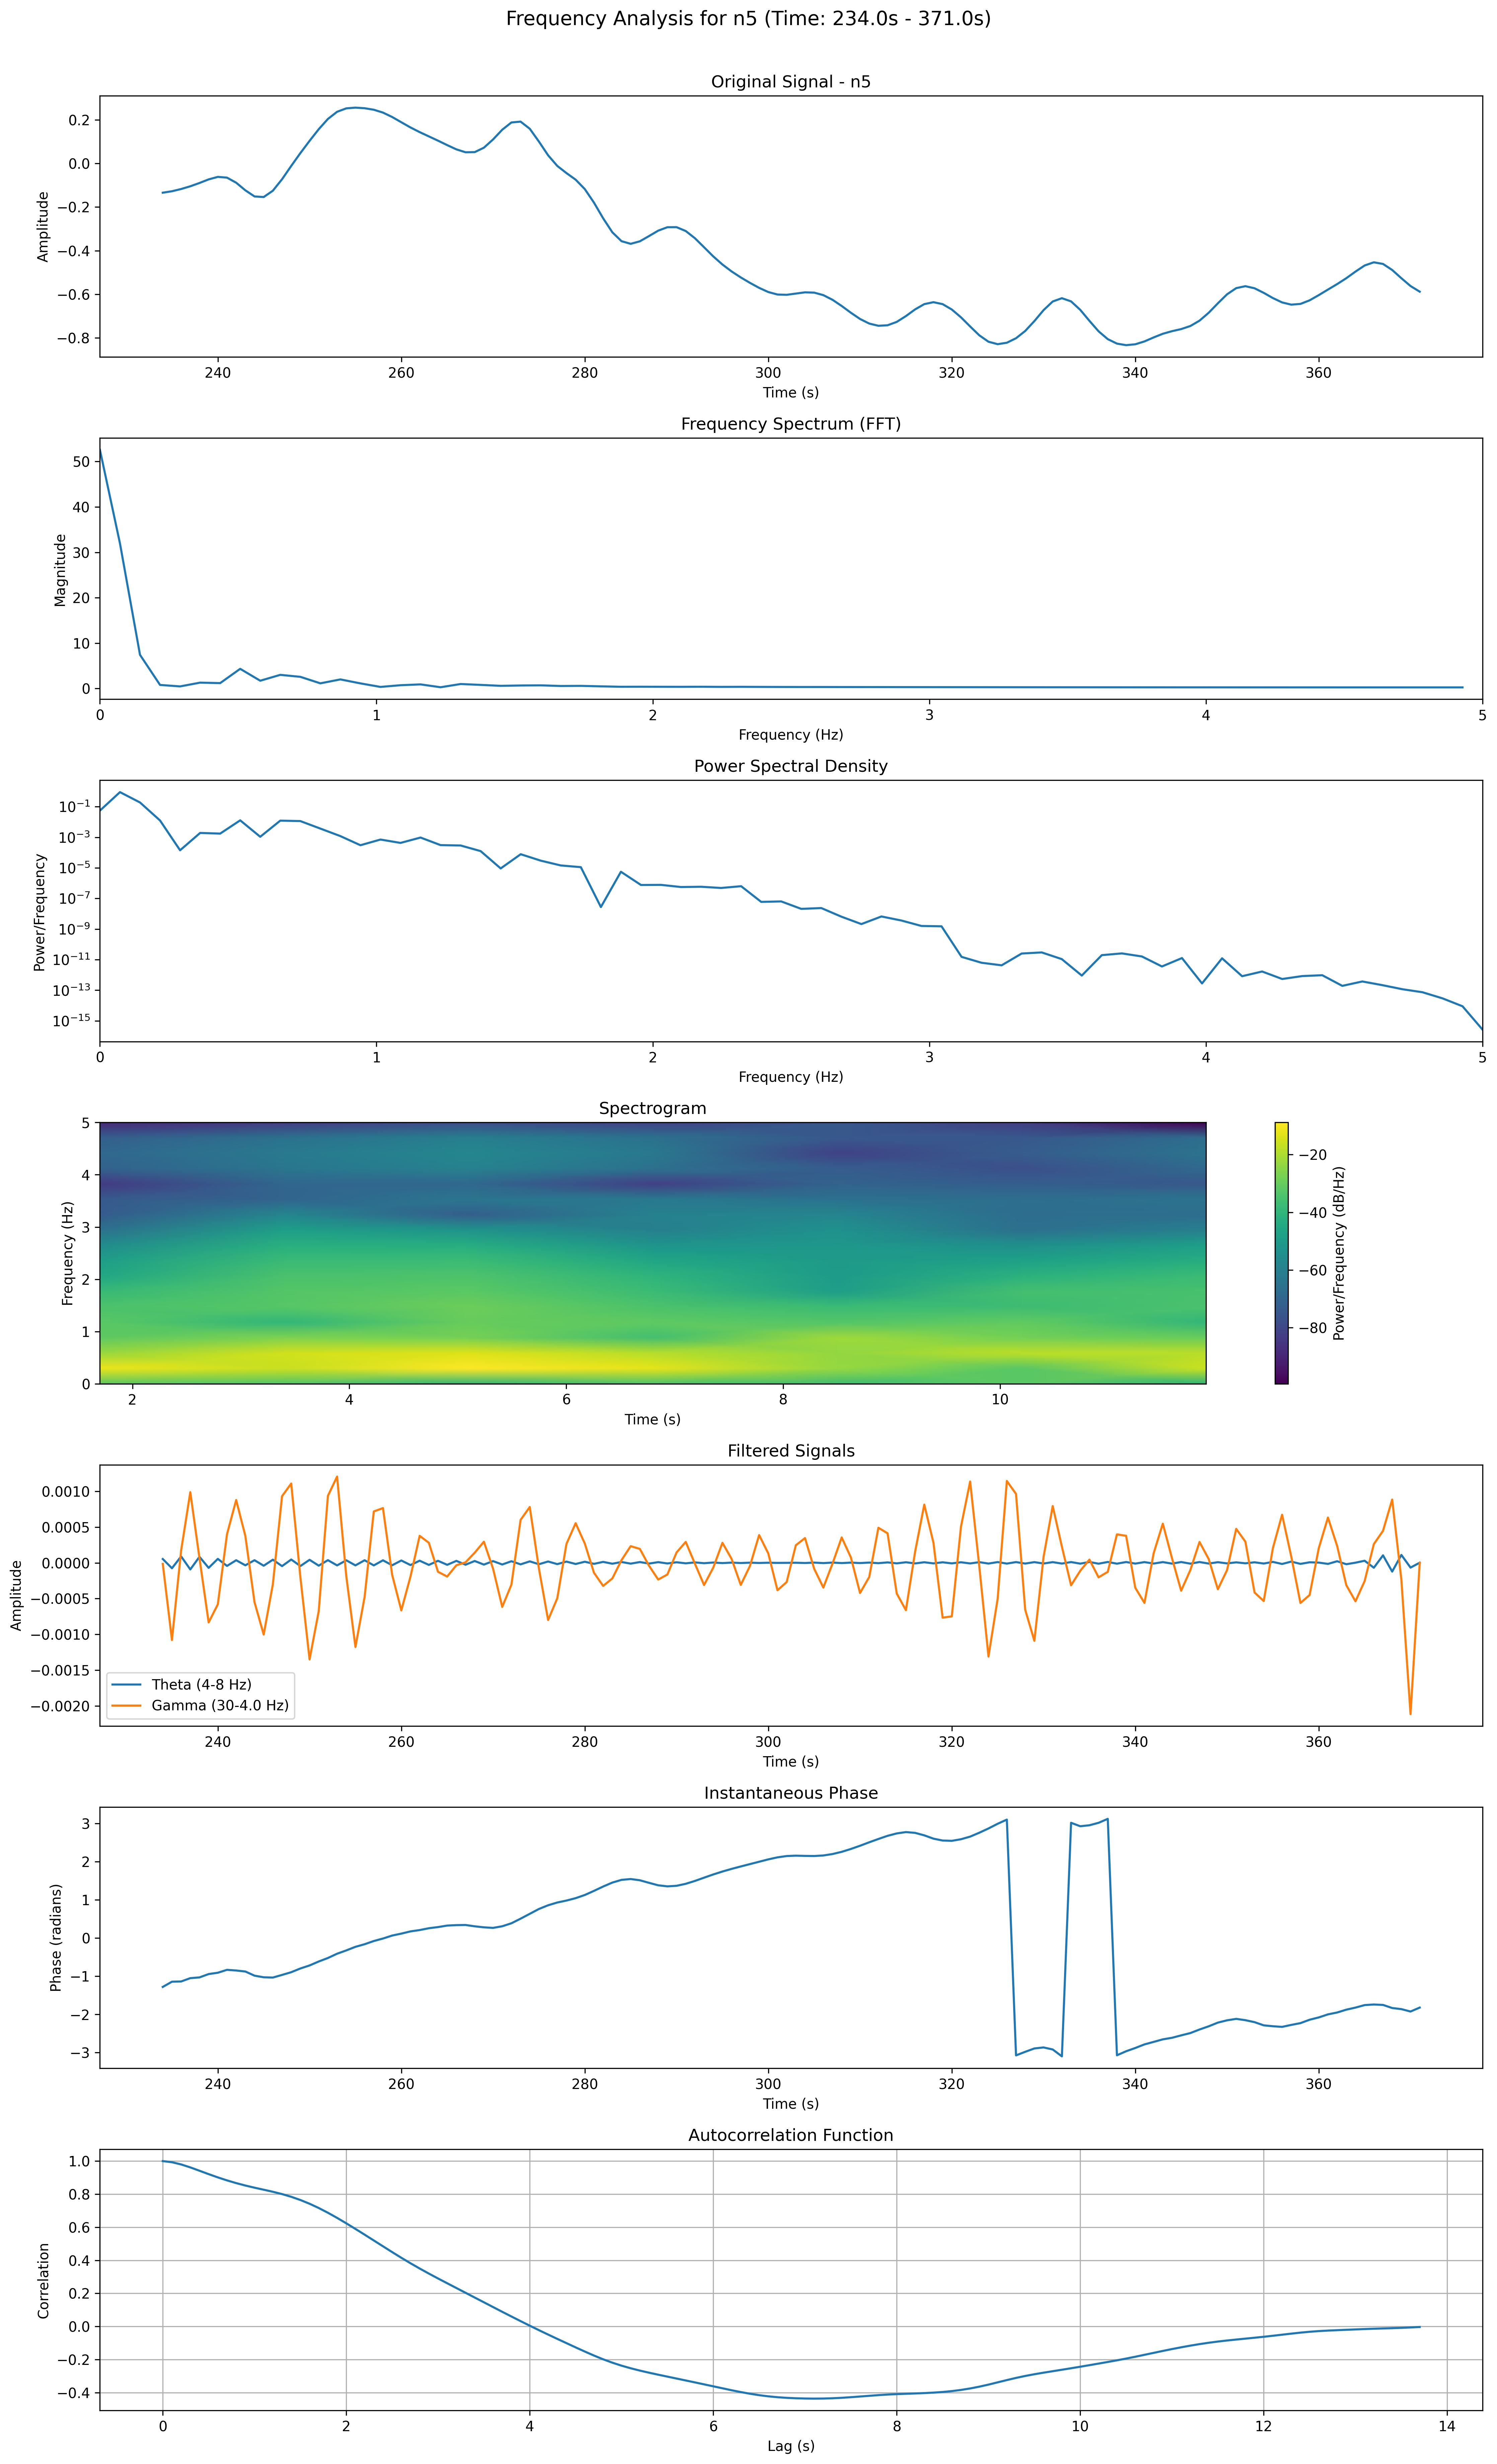 Frequency Analysis for n5 (Time: 234.0s - 371.0s)
Original Signal - n5
Amplitude
0.2
0.0
−0.2
−0.4
−0.6
−0.8
240 260 280 300 320 340 360
Time (s)
Frequency Spectrum (FFT)
Magnitude
50
40
30
20
10
0
0 1 2 3 4 5
Frequency (Hz)
Power Spectral Density
Power/Frequency
10⁻¹
10⁻³
10⁻⁵
10⁻⁷
10⁻⁹
10⁻¹¹
10⁻¹³
10⁻¹⁵
0 1 2 3 4 5
Frequency (Hz)
Spectrogram
Frequency (Hz)
5
4
3
2
1
0
2 4 6 8 10
Time (s)
−20
−40
−60
−80
Power/Frequency (dB/Hz)
Filtered Signals
Amplitude
0.0010
0.0005
0.0000
−0.0005
−0.0010
−0.0015
−0.0020
Theta (4-8 Hz)
Gamma (30-4.0 Hz)
240 260 280 300 320 340 360
Time (s)
Instantaneous Phase
Phase (radians)
3
2
1
0
−1
−2
−3
240 260 280 300 320 340 360
Time (s)
Autocorrelation Function
Correlation
1.0
0.8
0.6
0.4
0.2
0.0
−0.2
−0.4
0 2 4 6 8 10 12 14
Lag (s)